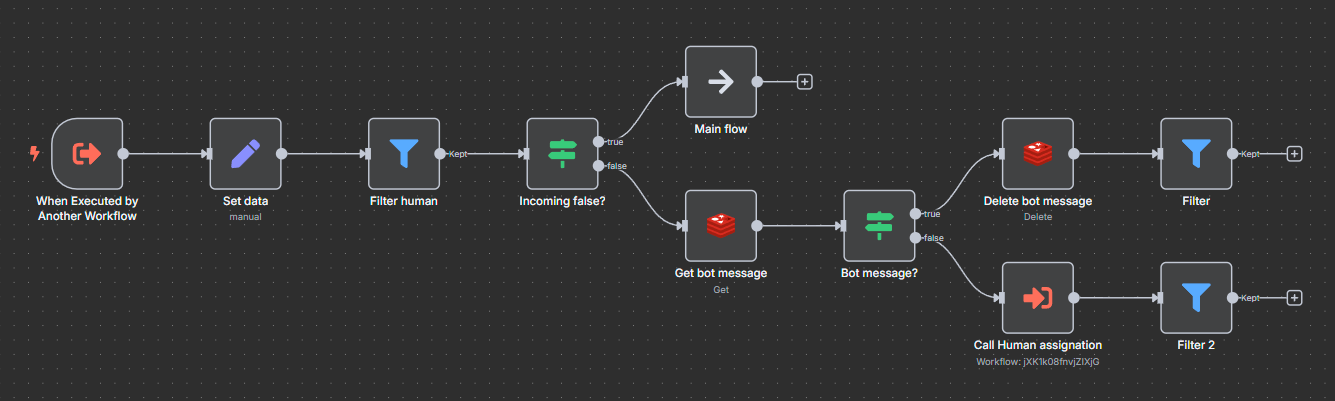 When Executed by
Another Workflow
Set data
manual
Filter human
Kept
Incoming false?
true
false
Main flow
Get bot message
Get
Bot message?
true
false
Delete bot message
Delete
Filter
Kept
Call Human assignation
Workflow: jXK1k08fnvjZIXjG
Filter 2
Kept